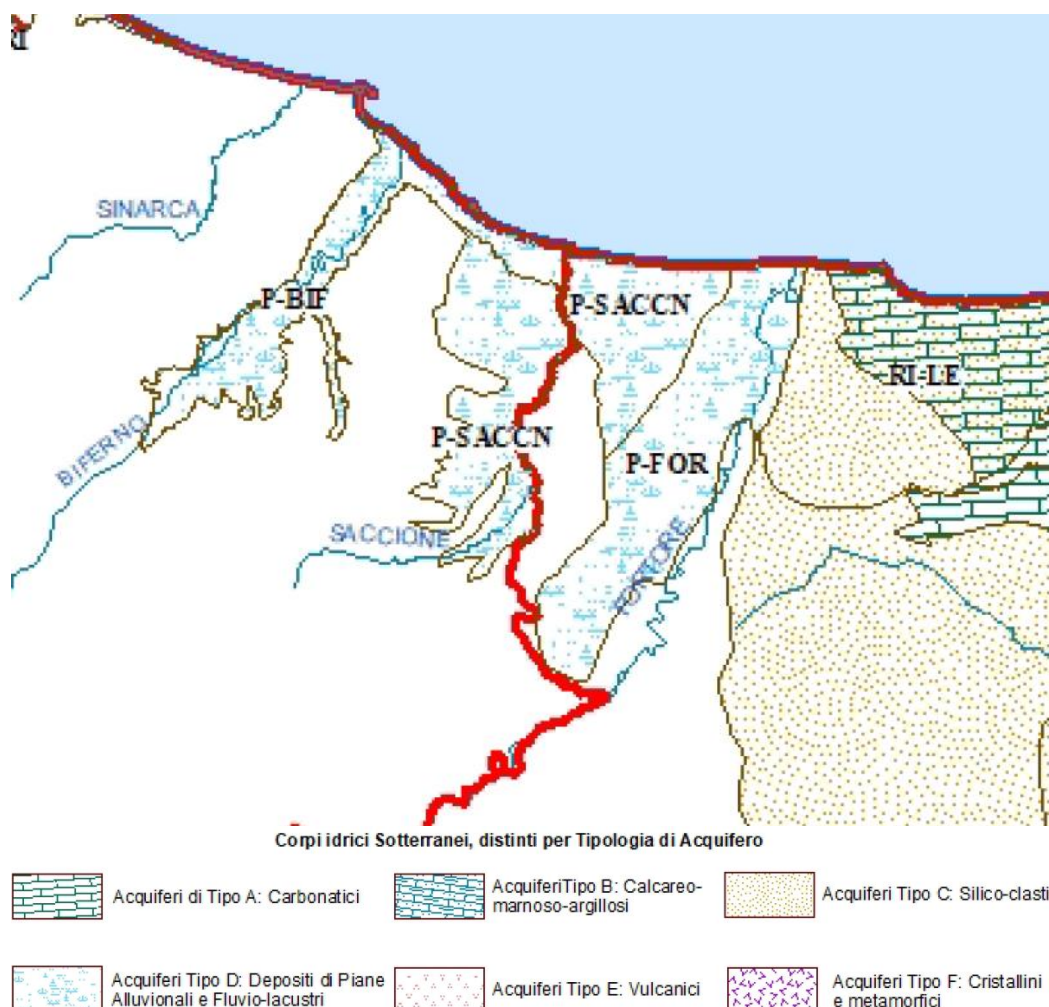 RI
SINARCA
P-BIF
P-SACCN
RI-LE
BIFERNO
P-SACCN
P-FOR
SACCIONE
FORTORE
Corpi idrici Sotterranei, distinti per Tipologia di Acquifero
Acquiferi di Tipo A: Carbonatici
AcquiferiTipo B: Calcareo-
marnoso-argillosi
Acquiferi Tipo C: Silico-clasti
Acquiferi Tipo D: Depositi di Piane
Alluvionali e Fluvio-lacustri
Acquiferi Tipo E: Vulcanici
Acquiferi Tipo F: Cristallini
e metamorfici